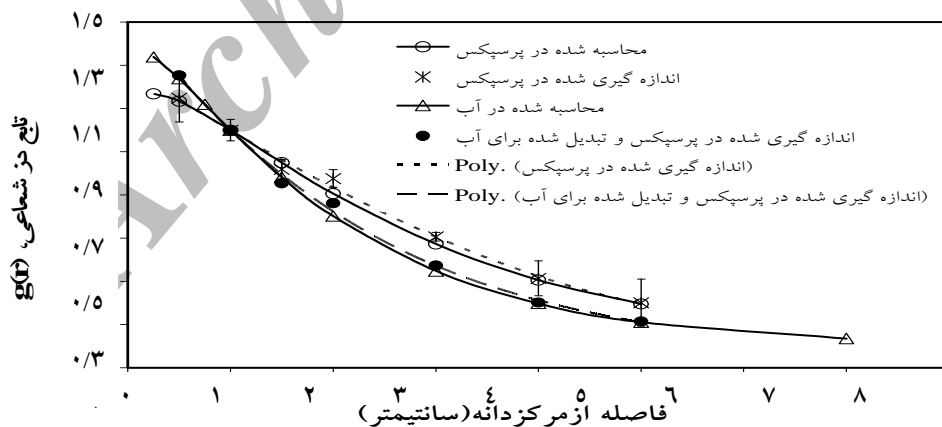 ۱/۵
۱/۳
۱/۱
۰/۹
۰/۷
۰/۵
۰/۳
تابع دز شعاعی، g(r)
محاسبه شده در پرسپکس
اندازه گیری شده در پرسپکس
محاسبه شده در آب
اندازه گیری شده در پرسپکس و تبدیل شده برای آب
Poly. (اندازه گیری شده در پرسپکس)
Poly. (اندازه گیری شده در پرسپکس و تبدیل شده برای آب)
۰ ۱ ۲ ۳ ۴ ۵ ۶ ۷ ۸
فاصله ازمرکزدانه(سانتیمتر)
Arch